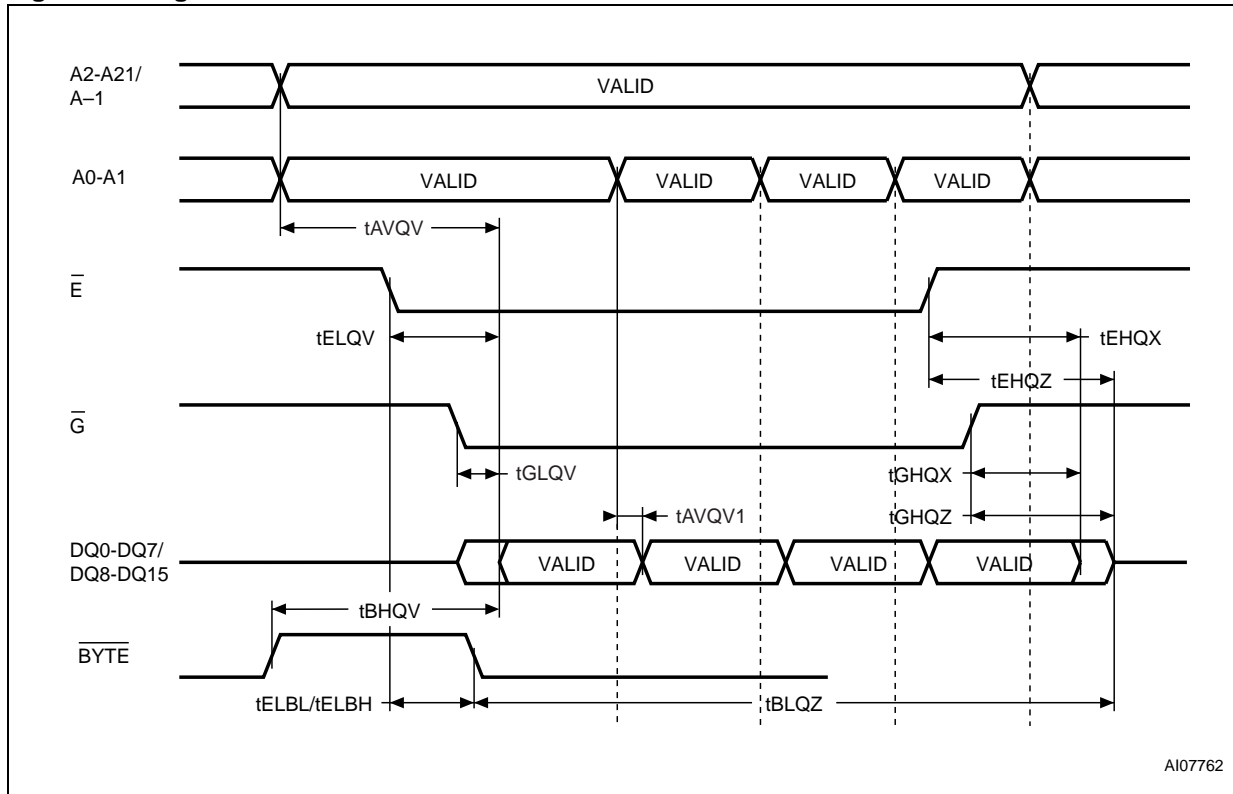 A2-A21/
A–1
VALID
A0-A1
VALID VALID VALID VALID
tAVQV
E
tELQV
tEHQX
tEHQZ
G
tGLQV
tGHQX
tAVQV1
tGHQZ
DQ0-DQ7/
DQ8-DQ15
VALID VALID VALID VALID
tBHQV
BYTE
tELBL/tELBH
tBLQZ
AI07762